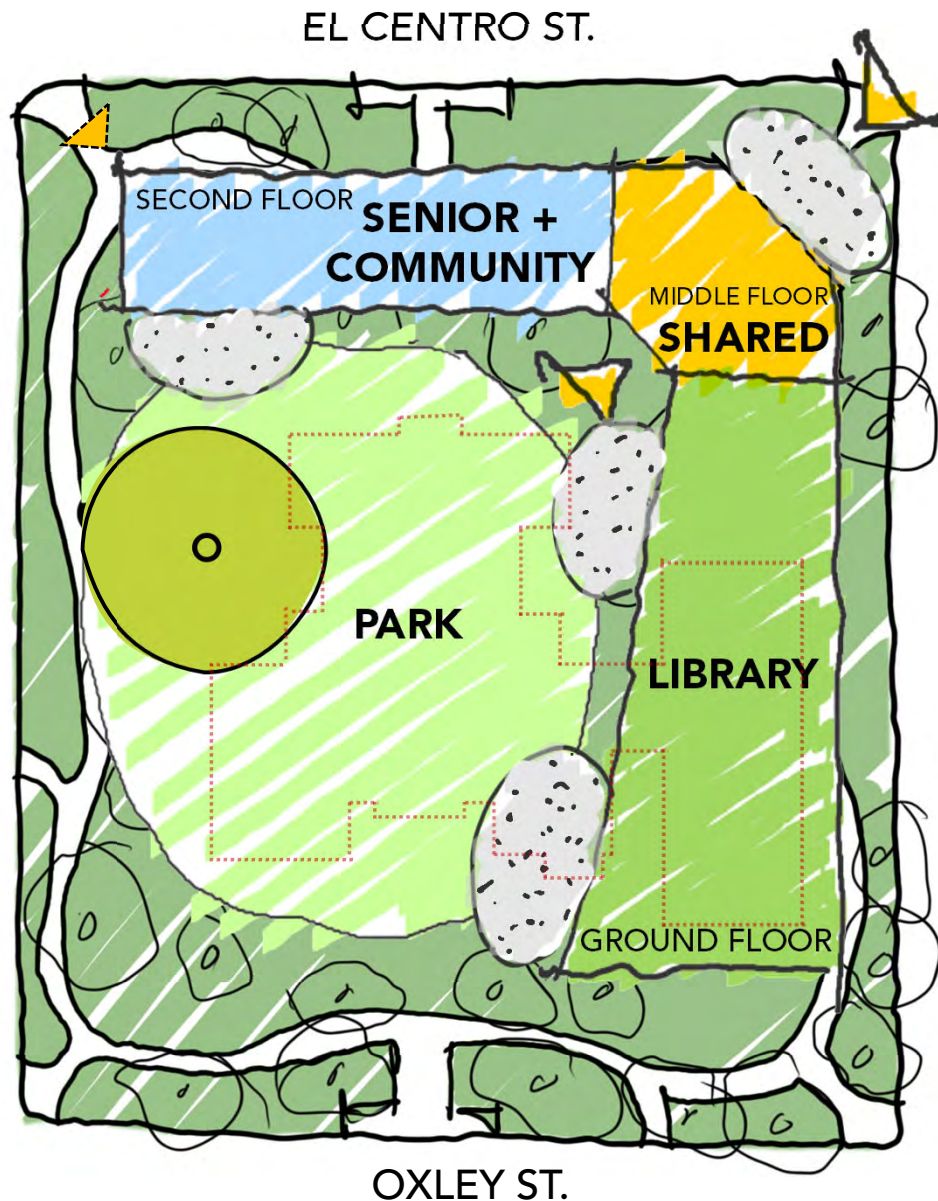 EL CENTRO ST.
SECOND FLOOR
SENIOR +
COMMUNITY
MIDDLE FLOOR
SHARED
PARK
LIBRARY
GROUND FLOOR
OXLEY ST.